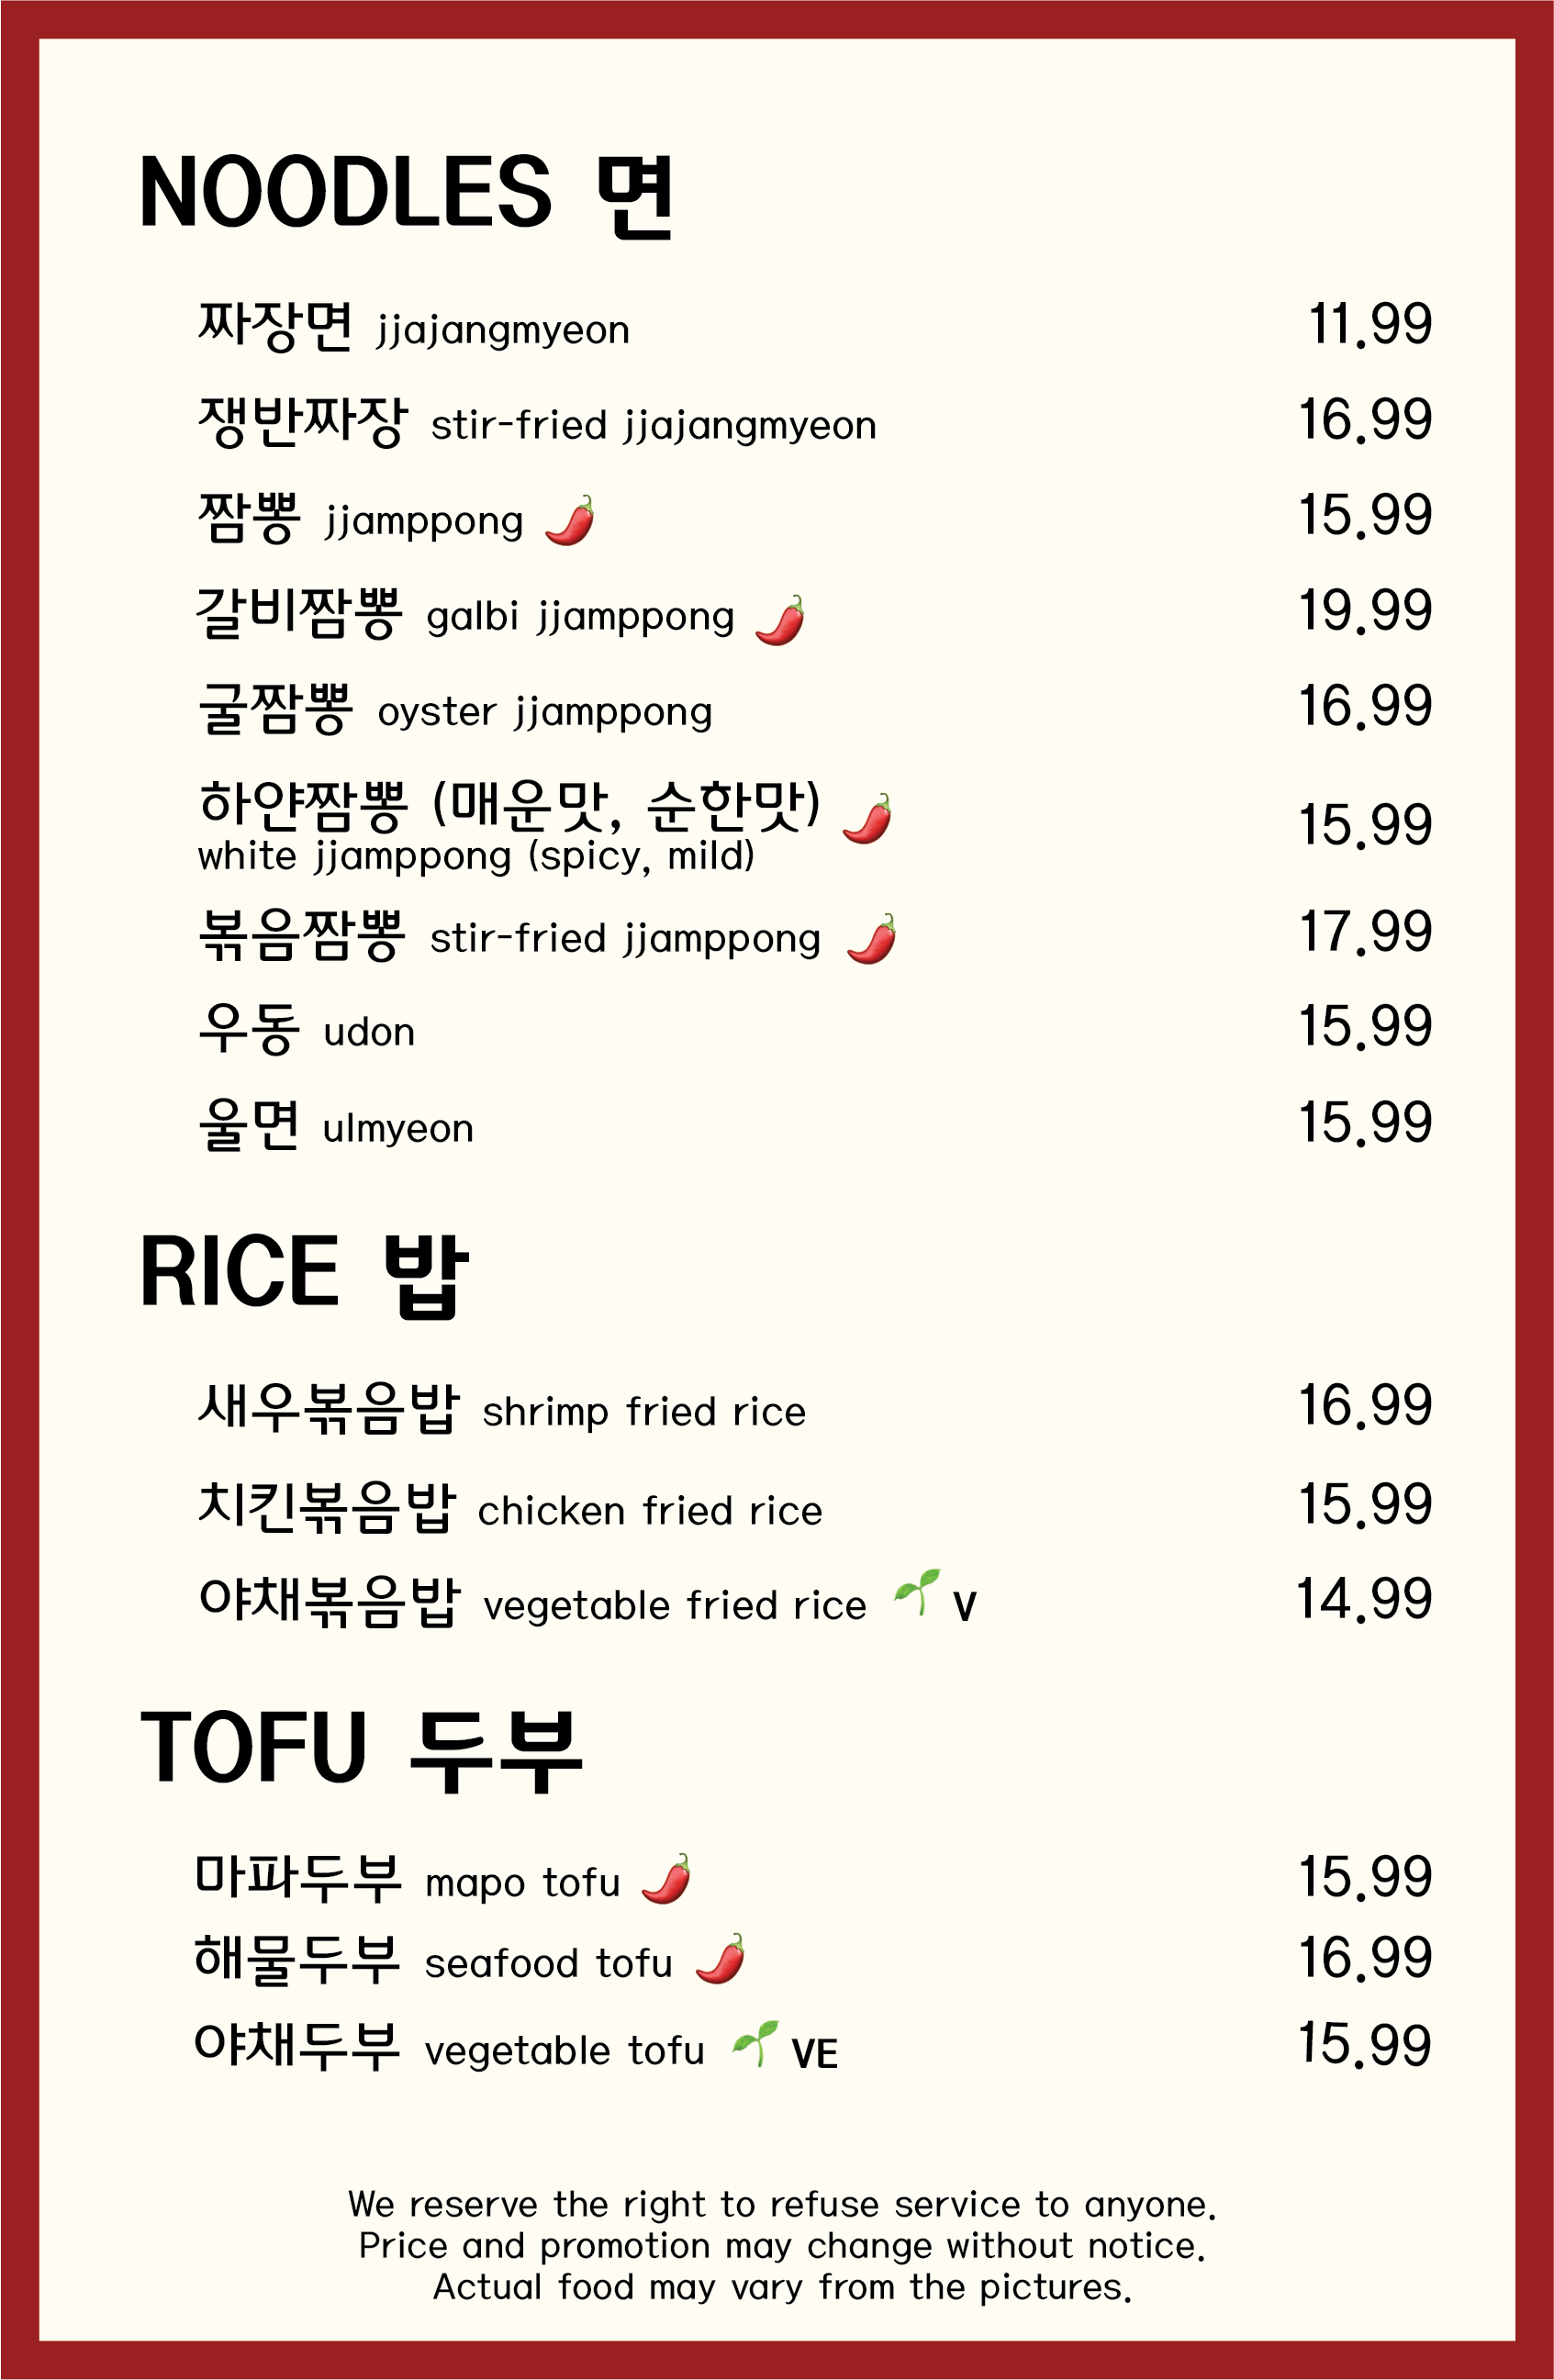 NOODLES 면
짜장면 jjajangmyeon 11.99
쟁반짜장 stir-fried jjajangmyeon 16.99
짬뽕 jjamppong 15.99
갈비짬뽕 galbi jjamppong 19.99
굴짬뽕 oyster jjamppong 16.99
하얀짬뽕 (매운맛, 순한맛) 15.99
white jjamppong (spicy, mild)
볶음짬뽕 stir-fried jjamppong 17.99
우동 udon 15.99
울면 ulmyeon 15.99
RICE 밥
새우볶음밥 shrimp fried rice 16.99
치킨볶음밥 chicken fried rice 15.99
야채볶음밥 vegetable fried rice V 14.99
TOFU 두부
마파두부 mapo tofu 15.99
해물두부 seafood tofu 16.99
야채두부 vegetable tofu VE 15.99
We reserve the right to refuse service to anyone.
Price and promotion may change without notice.
Actual food may vary from the pictures.